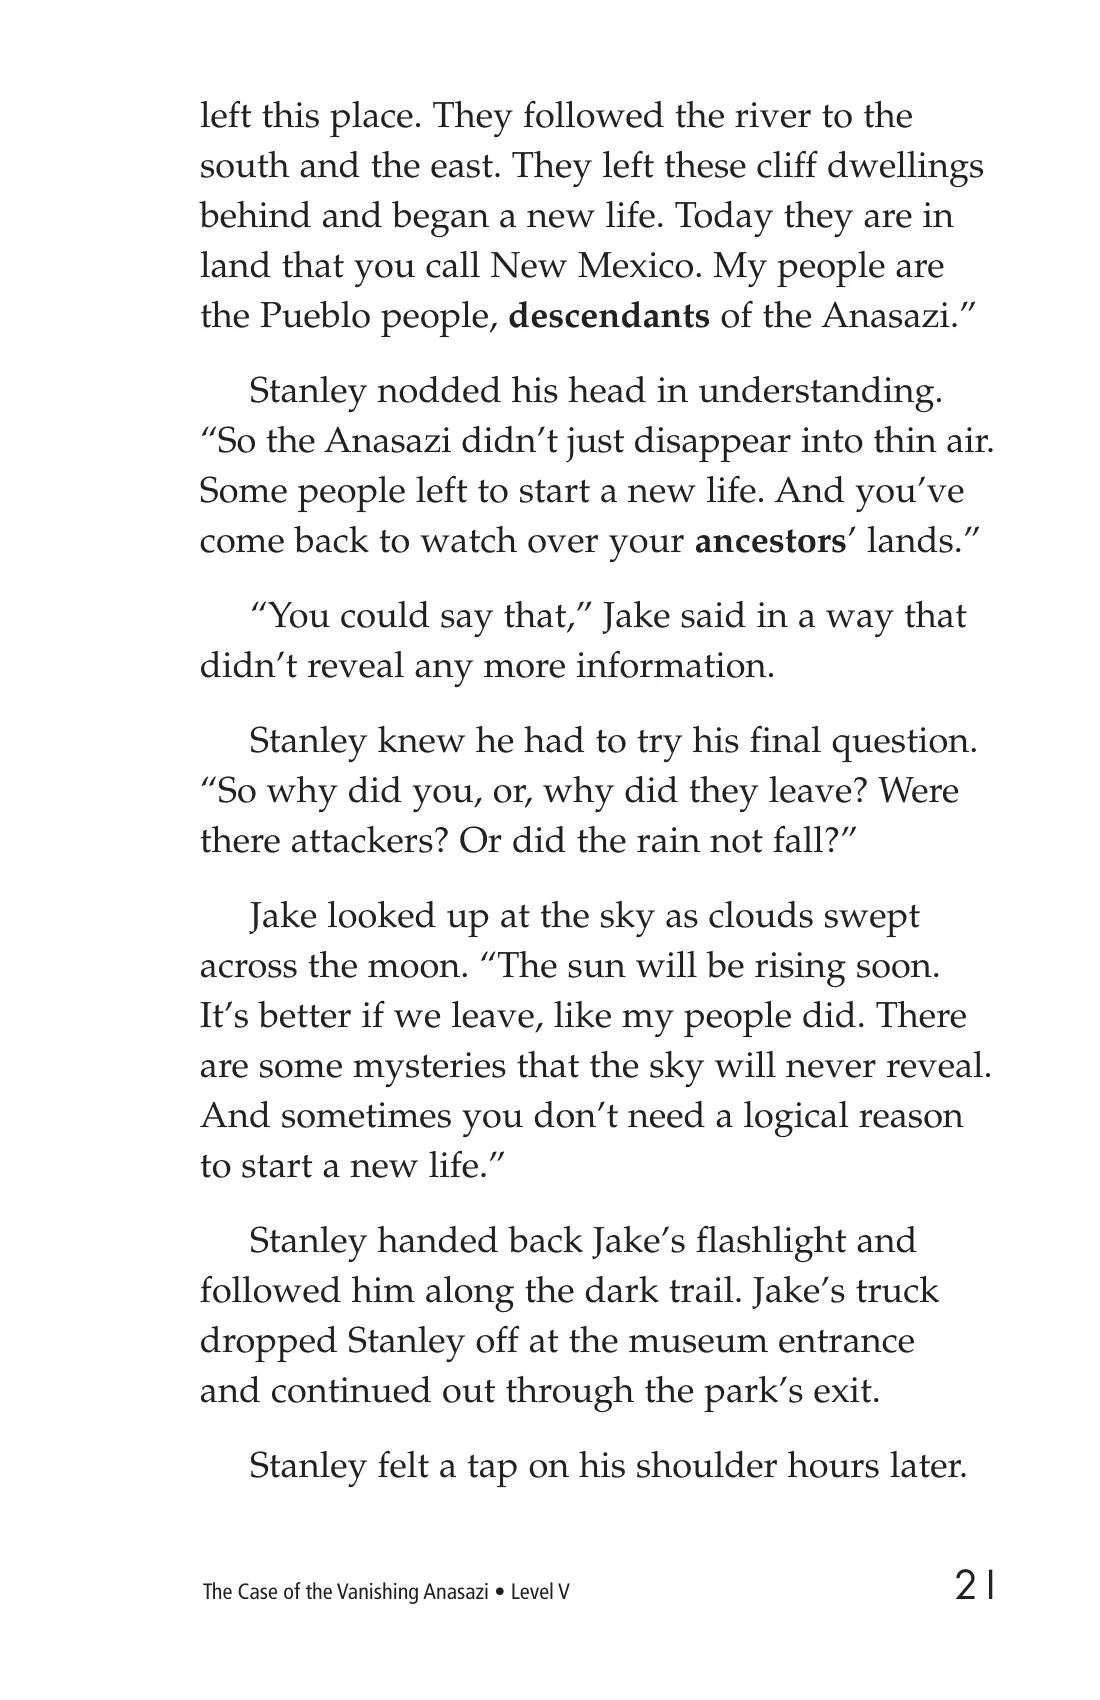 left this place. They followed the river to the
south and the east. They left these cliff dwellings
behind and began a new life. Today they are in
land that you call New Mexico. My people are
the Pueblo people, descendants of the Anasazi.”
Stanley nodded his head in understanding.
“So the Anasazi didn’t just disappear into thin air.
Some people left to start a new life. And you’ve
come back to watch over your ancestors’ lands.”
“You could say that,” Jake said in a way that
didn’t reveal any more information.
Stanley knew he had to try his final question.
“So why did you, or, why did they leave? Were
there attackers? Or did the rain not fall?”
Jake looked up at the sky as clouds swept
across the moon. “The sun will be rising soon.
It’s better if we leave, like my people did. There
are some mysteries that the sky will never reveal.
And sometimes you don’t need a logical reason
to start a new life.”
Stanley handed back Jake’s flashlight and
followed him along the dark trail. Jake’s truck
dropped Stanley off at the museum entrance
and continued out through the park’s exit.
Stanley felt a tap on his shoulder hours later.
The Case of the Vanishing Anasazi • Level V
21